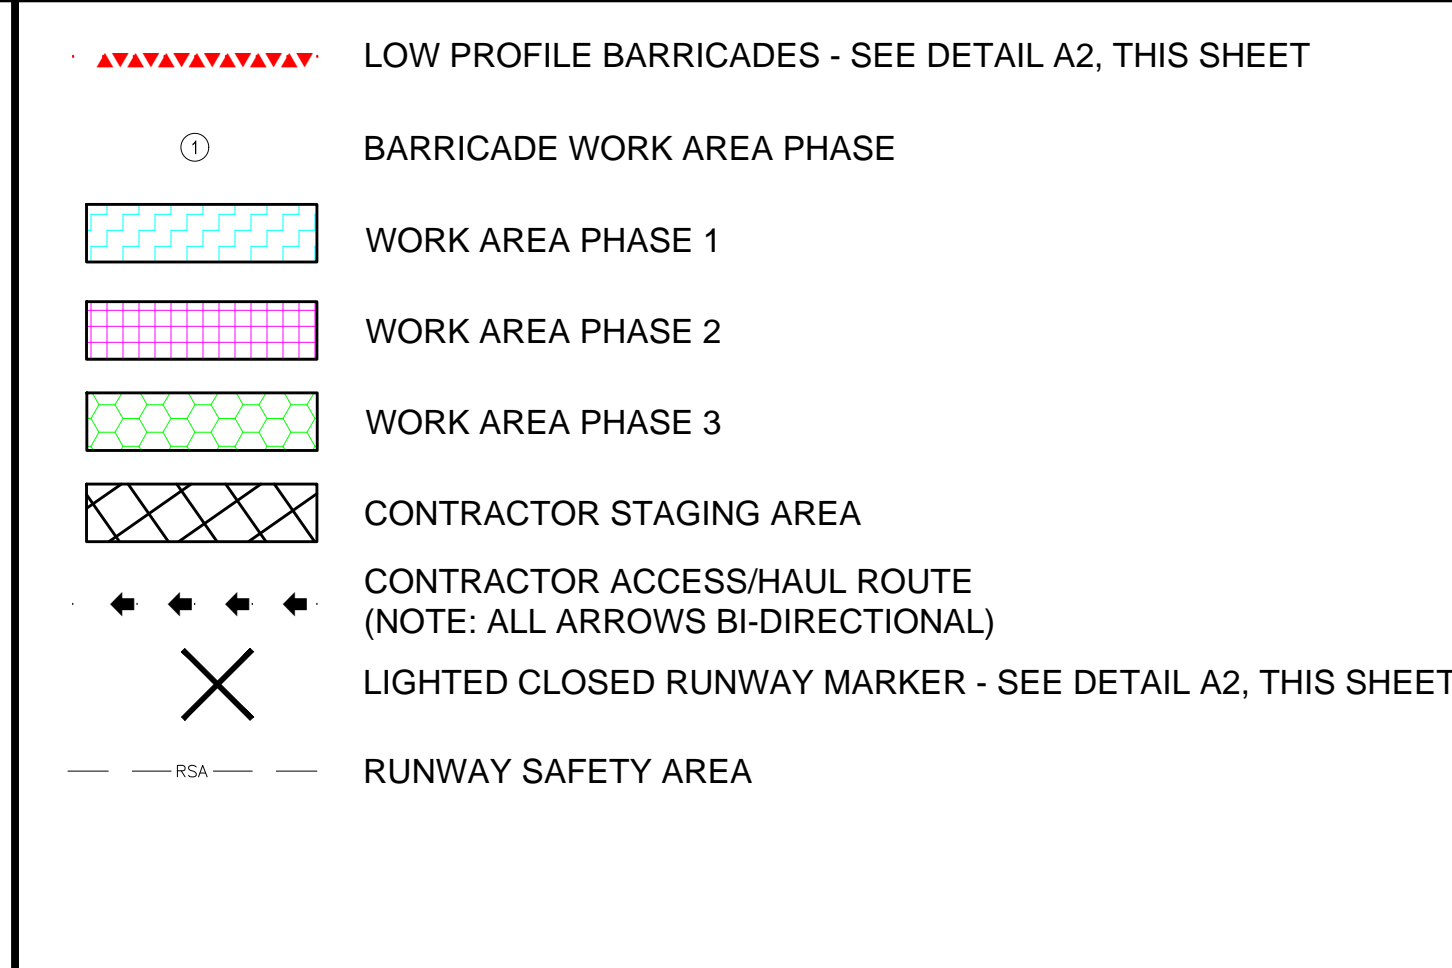 LOW PROFILE BARRICADES - SEE DETAIL A2, THIS SHEET
1
BARRICADE WORK AREA PHASE
WORK AREA PHASE 1
WORK AREA PHASE 2
WORK AREA PHASE 3
CONTRACTOR STAGING AREA
CONTRACTOR ACCESS/HAUL ROUTE
(NOTE: ALL ARROWS BI-DIRECTIONAL)
LIGHTED CLOSED RUNWAY MARKER - SEE DETAIL A2, THIS SHEET
RSA
RUNWAY SAFETY AREA